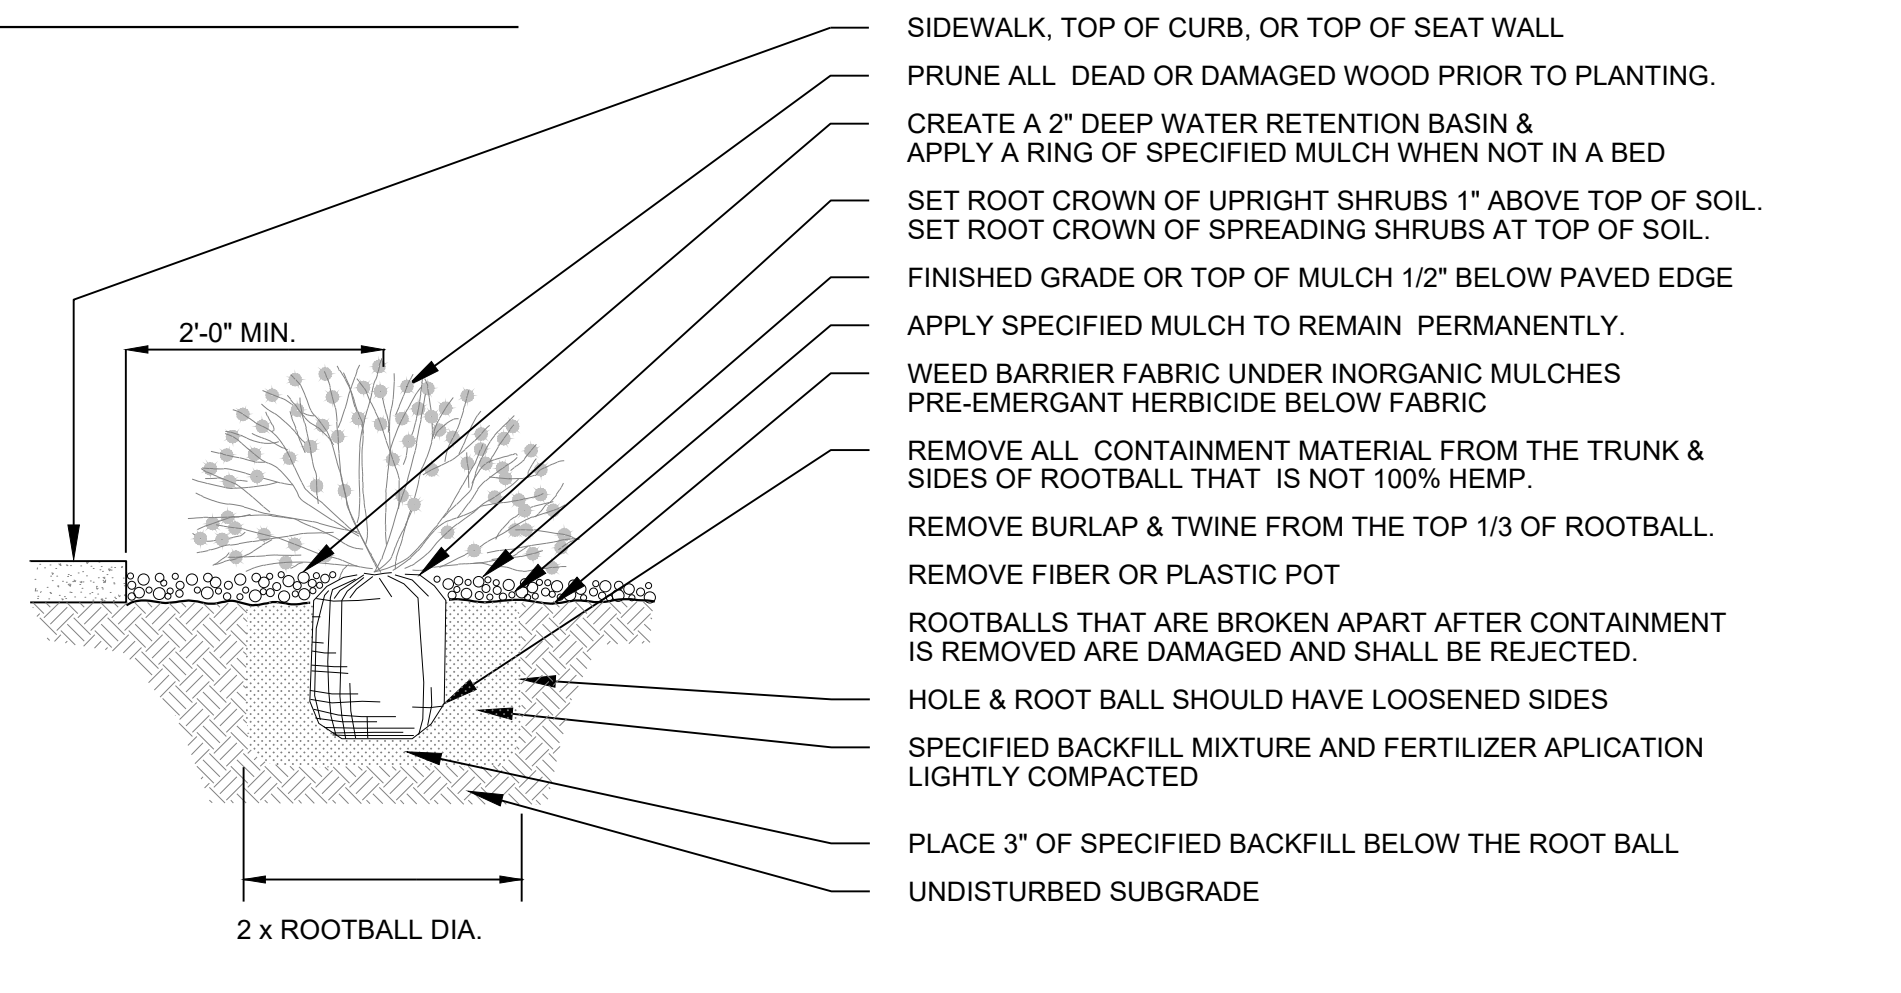 SIDEWALK, TOP OF CURB, OR TOP OF SEAT WALL
PRUNE ALL DEAD OR DAMAGED WOOD PRIOR TO PLANTING.
CREATE A 2" DEEP WATER RETENTION BASIN &
APPLY A RING OF SPECIFIED MULCH WHEN NOT IN A BED
SET ROOT CROWN OF UPRIGHT SHRUBS 1" ABOVE TOP OF SOIL.
SET ROOT CROWN OF SPREADING SHRUBS AT TOP OF SOIL.
FINISHED GRADE OR TOP OF MULCH 1/2" BELOW PAVED EDGE
APPLY SPECIFIED MULCH TO REMAIN PERMANENTLY.
2'-0" MIN.
WEED BARRIER FABRIC UNDER INORGANIC MULCHES
PRE-EMERGANT HERBICIDE BELOW FABRIC
REMOVE ALL CONTAINMENT MATERIAL FROM THE TRUNK &
SIDES OF ROOTBALL THAT IS NOT 100% HEMP.
REMOVE BURLAP & TWINE FROM THE TOP 1/3 OF ROOTBALL.
REMOVE FIBER OR PLASTIC POT
ROOTBALLS THAT ARE BROKEN APART AFTER CONTAINMENT
IS REMOVED ARE DAMAGED AND SHALL BE REJECTED.
HOLE & ROOT BALL SHOULD HAVE LOOSENED SIDES
SPECIFIED BACKFILL MIXTURE AND FERTILIZER APLICATION
LIGHTLY COMPACTED
PLACE 3" OF SPECIFIED BACKFILL BELOW THE ROOT BALL
UNDISTURBED SUBGRADE
2 x ROOTBALL DIA.